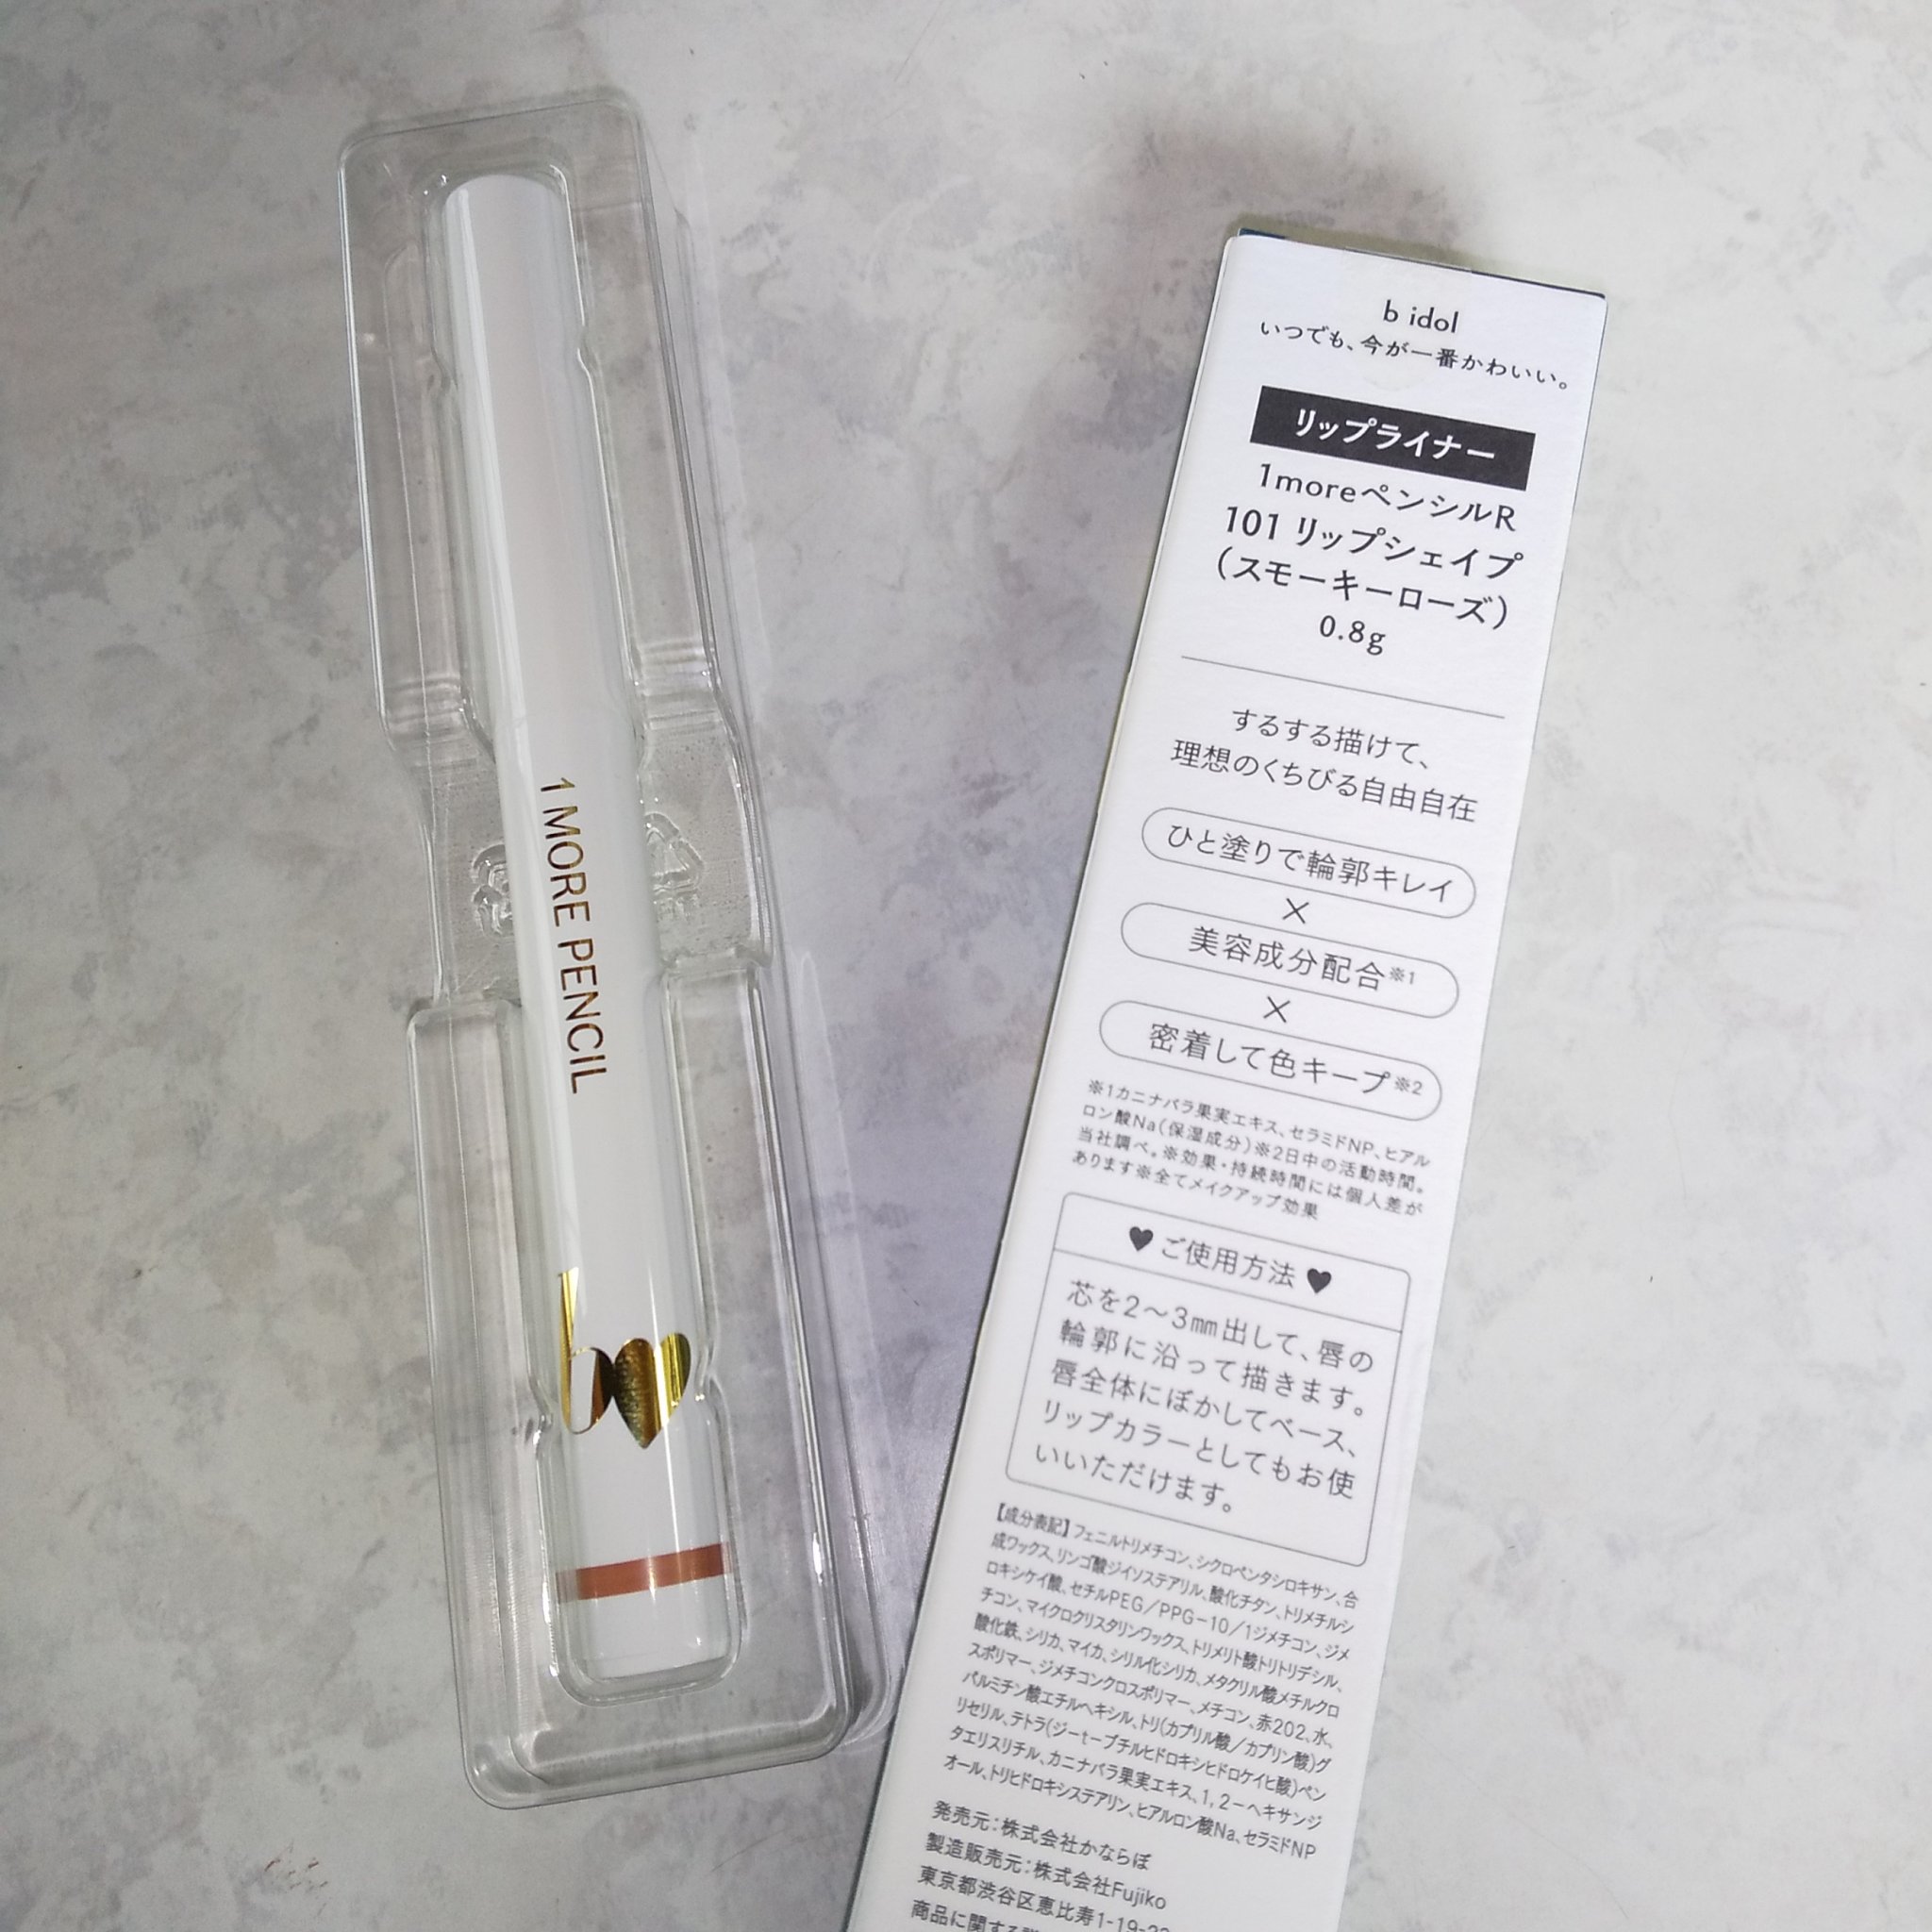 1 MORE PENCIL
b
b idol
いつでも、今が一番かわいい。
リップライナー
1moreペンシルR
101 リップシェイプ
（スモーキーローズ）
0.8g
するする描けて、
理想のくちびる自由自在
ひと塗りで輪郭キレイ
×
美容成分配合※1
×
密着して色キープ※2
※1カニナバラ果実エキス、セラミドNP、ヒアル
ロン酸Na（保湿成分）※2日中の活動時間。
当社調べ。※効果・持続時間には個人差が
あります※全てメイクアップ効果
♥ ご使用方法 ♥
芯を2〜3㎜出して、唇の
輪郭に沿って描きます。
唇全体にぼかしてベース、
リップカラーとしてもお使
いいただけます。
【成分表記】フェニルトリメチコン、シクロペンタシロキサン、合
成ワックス、リンゴ酸ジイソステアリル、酸化チタン、トリメチルシ
ロキシケイ酸、セチルPEG/PPG-10/1ジメチコン、ジメ
チコン、マイクロクリスタリンワックス、トリメリト酸トリトリデシル、
酸化鉄、シリカ、マイカ、シリル化シリカ、メタクリル酸メチルクロ
スポリマー、ジメチコンクロスポリマー、メチコン、赤202、水、
パルミチン酸エチルヘキシル、トリ(カプリル酸/カプリン酸)グ
リセリル、テトラ(ジ-t-ブチルヒドロキシヒドロケイヒ酸)ペン
タエリスリチル、カニナバラ果実エキス、1,2-ヘキサンジ
オール、トリヒドロキシステアリン、ヒアルロン酸Na、セラミドNP
発売元：株式会社かならぼ
製造販売元：株式会社Fujiko
東京都渋谷区恵比寿1-19-
商品に関する